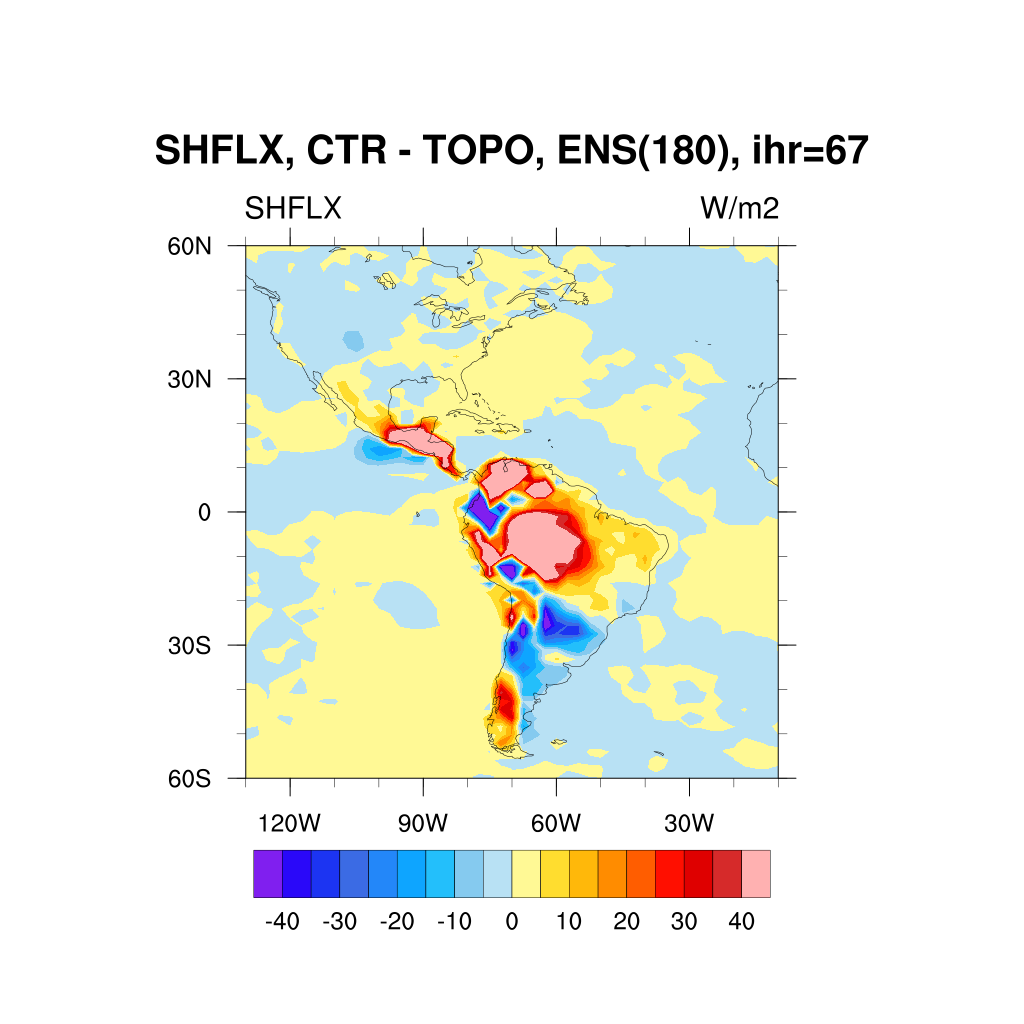 SHFLX, CTR - TOPO, ENS(180), ihr=67
SHFLX W/m2
60N
30N
0
30S
60S
120W 90W 60W 30W
-40 -30 -20 -10 0 10 20 30 40